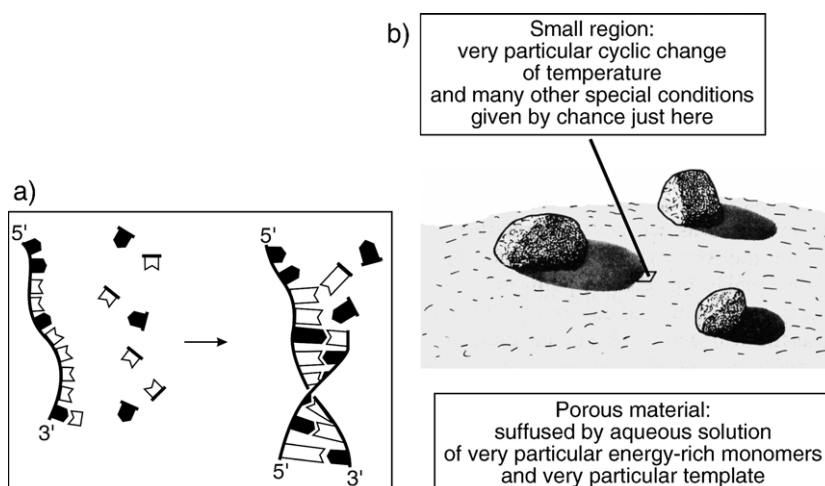 a)
5'
3'
5'
5'
3'
b)
Small region:
very particular cyclic change
of temperature
and many other special conditions
given by chance just here
Porous material:
suffused by aqueous solution
of very particular energy-rich monomers
and very particular template